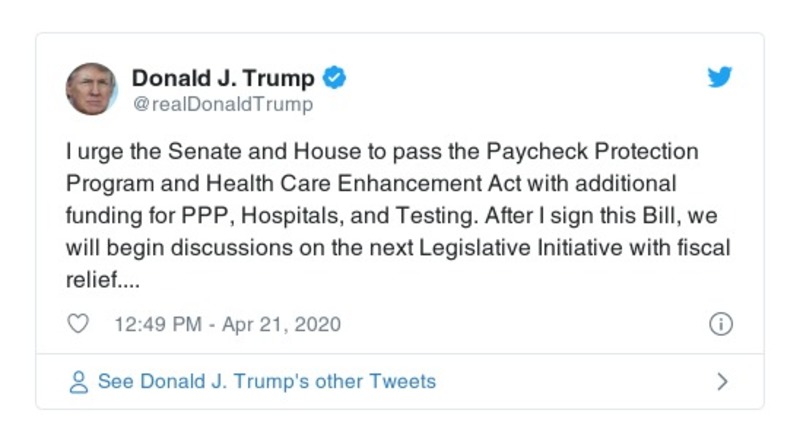 Donald J. Trump
@realDonaldTrump
I urge the Senate and House to pass the Paycheck Protection
Program and Health Care Enhancement Act with additional
funding for PPP, Hospitals, and Testing. After I sign this Bill, we
will begin discussions on the next Legislative Initiative with fiscal
relief....
12:49 PM - Apr 21, 2020
See Donald J. Trump's other Tweets